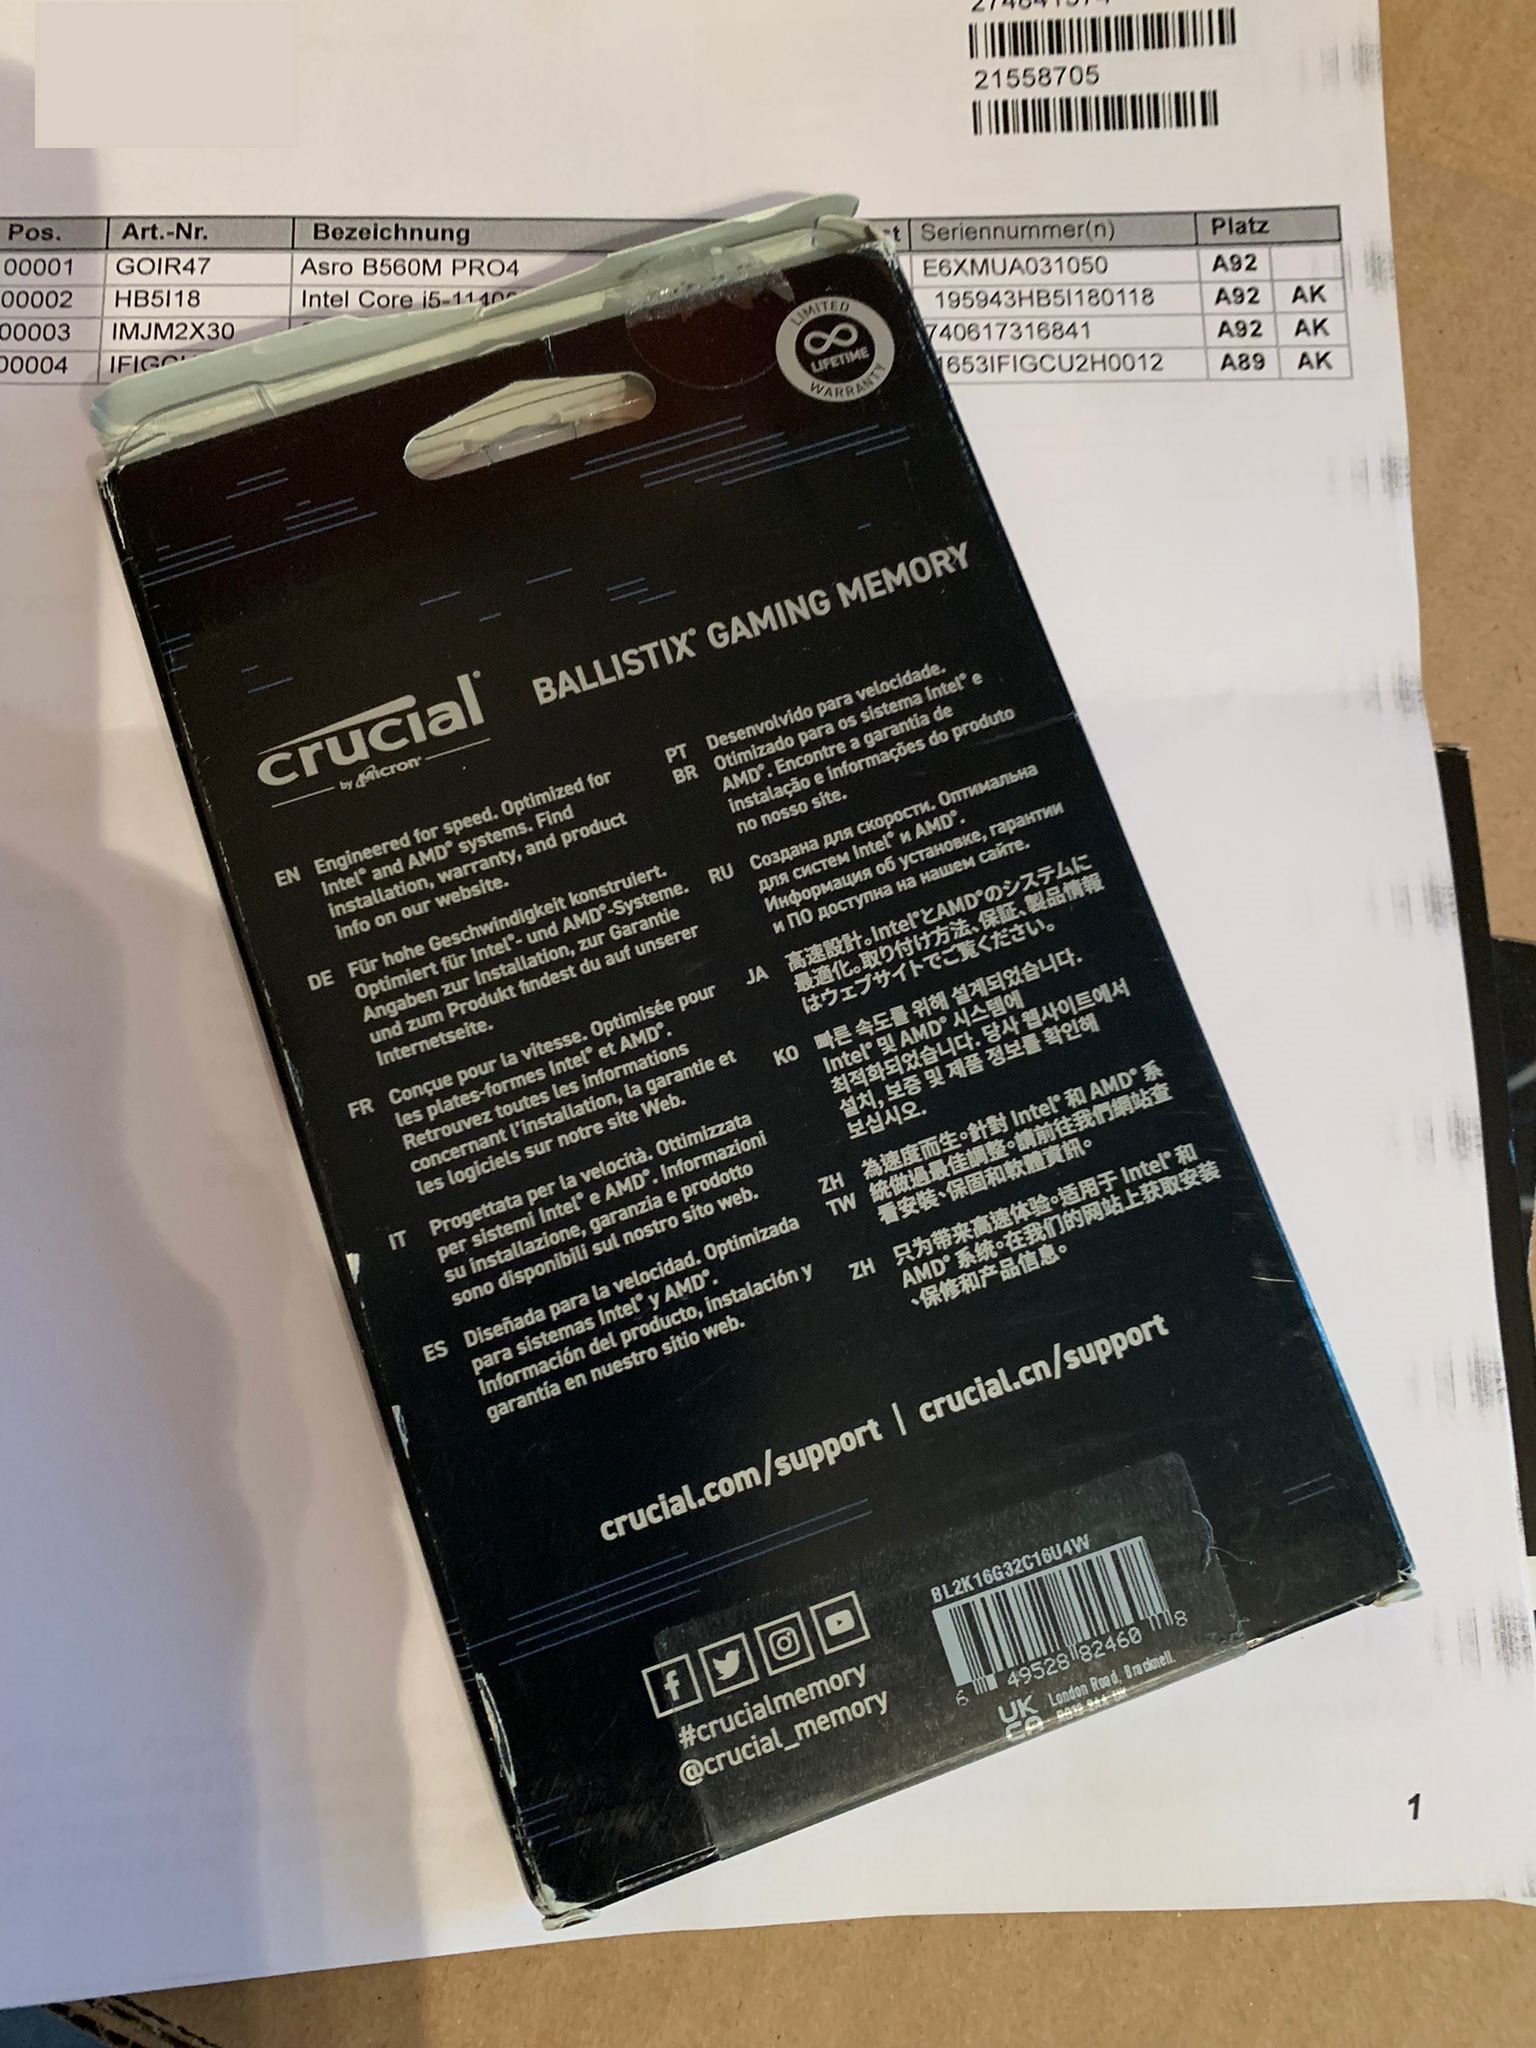 21558705
Pos. Art.-Nr. Bezeichnung Seriennummer(n) Platz
00001 GOIR47 Asro B560M PRO4 E6XMUA031050 A92
00002 HB5I18 Intel Core 195943HB5I180118 A92 AK
00003 IMJM2X30 740617316841 A92 AK
00004 1653IFIGCU2H0012 A89 AK
LIMITED
LIFETIME
WARRANTY
crucial
by Micron
BALLISTIX® GAMING MEMORY
EN
Engineered for speed. Optimized for
Intel® and AMD® systems. Find
installation, warranty, and product
info on our website.
DE
Für hohe Geschwindigkeit konstruiert.
Optimiert für Intel®- und AMD®-Systeme.
Angaben zur Installation, zur Garantie
und zum Produkt findest du auf unserer
Internetseite.
FR
Conçue pour la vitesse. Optimisée pour
les plates-formes Intel® et AMD®.
Retrouvez toutes les informations
concernant l'installation, la garantie et
les logiciels sur notre site Web.
IT
Progettata per la velocità. Ottimizzata
per sistemi Intel® e AMD®. Informazioni
su installazione, garanzia e prodotto
sono disponibili sul nostro sito web.
ES
Diseñada para la velocidad. Optimizada
para sistemas Intel® y AMD®.
Información del producto, instalación y
garantía en nuestro sitio web.
PT
BR
Desenvolvido para velocidade.
Otimizado para os sistema Intel® e
AMD®. Encontre a garantia de
instalação e informações do produto
no nosso site.
RU
Создана для скорости. Оптимальна
для систем Intel® и AMD®.
Информация об установке, гарантии
и ПО доступна на нашем сайте.
JA
高速設計。Intel®とAMD®のシステムに
最適化。取り付け方法、保証、製品情報
はウェブサイトでご覧ください。
KO
빠른 속도를 위해 설계되었습니다.
Intel® 및 AMD® 시스템에
최적화되었습니다. 당사 웹사이트에서
설치, 보증 및 제품 정보를 확인해
보십시오.
ZH
TW
為速度而生。針對 Intel® 和 AMD® 系
統做過最佳調整。請前往我們網站查
看安裝、保固和軟體資訊。
ZH
只为带来高速体验。适用于 Intel® 和
AMD® 系统。在我们的网站上获取安装
、保修和产品信息。
crucial.com/support | crucial.cn/support
#crucialmemory
@crucial_memory
BL2K16G32C16U4W
6 49528 82460 8
UK
CA
London Road, Bracknell.
1